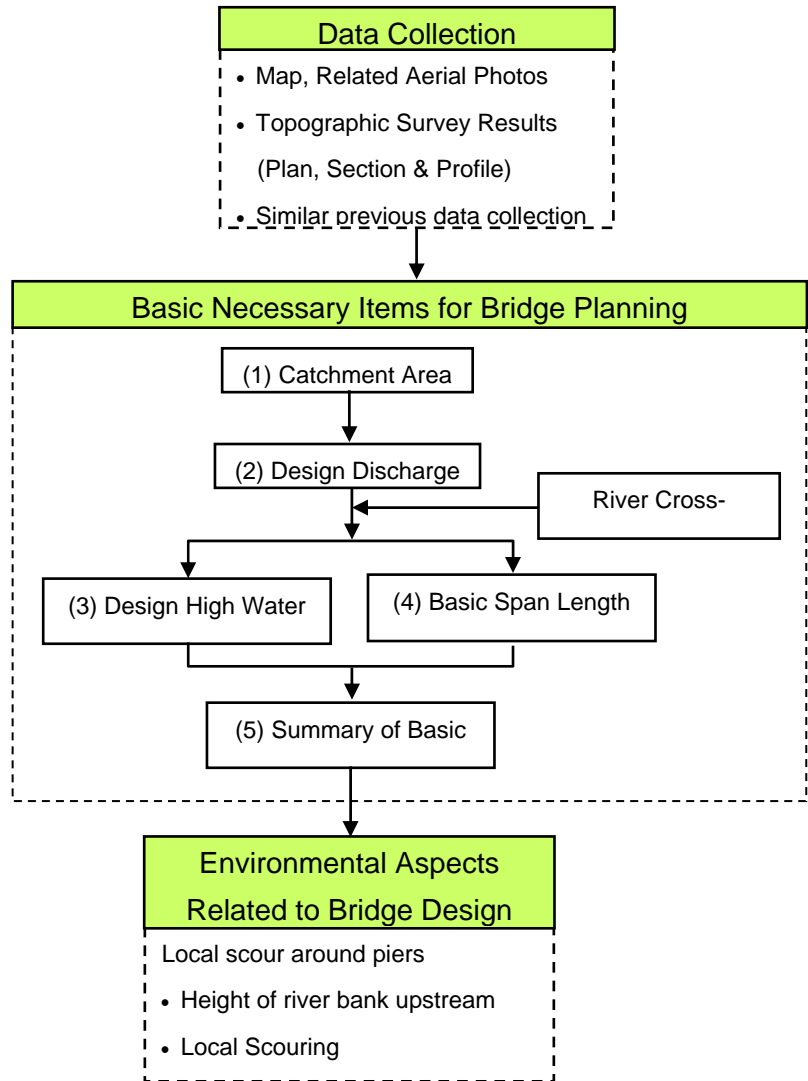 Data Collection
• Map, Related Aerial Photos
• Topographic Survey Results
(Plan, Section & Profile)
• Similar previous data collection
Basic Necessary Items for Bridge Planning
(1) Catchment Area
(2) Design Discharge
River Cross-
(3) Design High Water
(4) Basic Span Length
(5) Summary of Basic
Environmental Aspects
Related to Bridge Design
Local scour around piers
• Height of river bank upstream
• Local Scouring